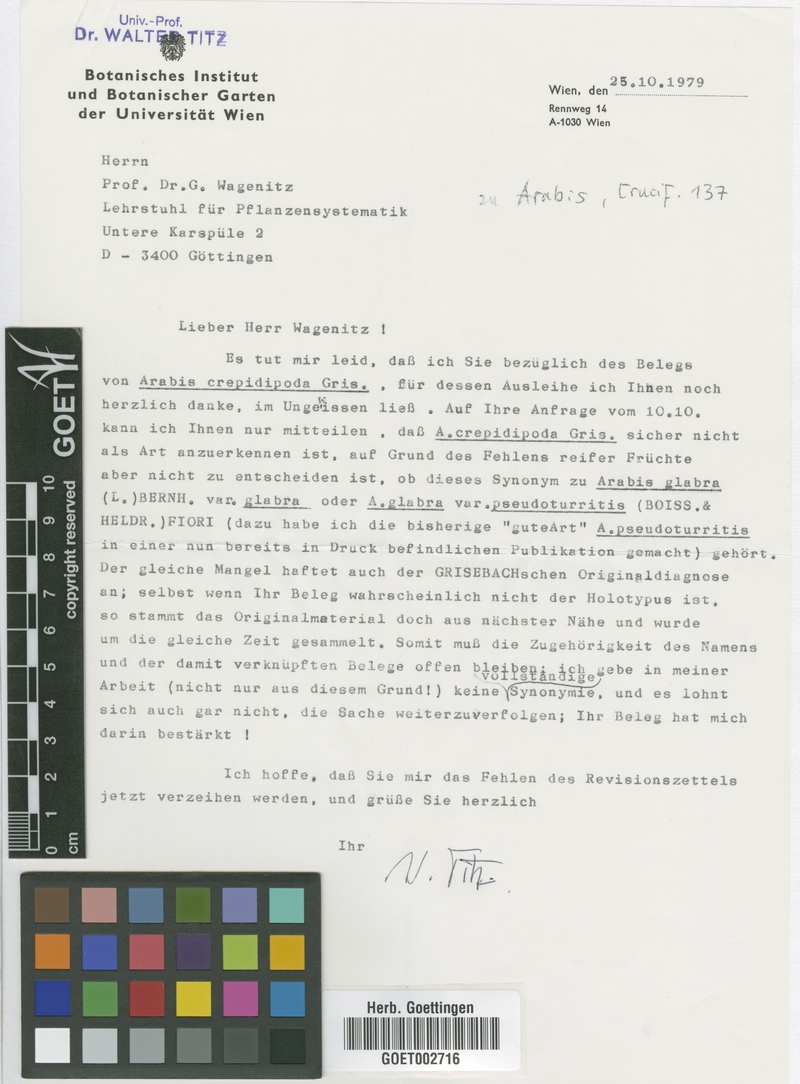 Univ.-Prof.
Dr. WALTER TITZ
Botanisches Institut
und Botanischer Garten
der Universität Wien
Wien, den 25.10.1979
Rennweg 14
A-1030 Wien
Herrn
Prof. Dr.G. Wagenitz
Lehrstuhl für Pflanzensystematik
Untere Karspüle 2
D - 3400 Göttingen
zu Arabis, Crucif. 137
Lieber Herr Wagenitz !
Es tut mir leid, daß ich Sie bezüglich des Belegs
von Arabis crepidipoda Gris. , für dessen Ausleihe ich Ihnen noch
herzlich danke, im Ungewissen ließ . Auf Ihre Anfrage vom 10.10.
kann ich Ihnen nur mitteilen , daß A.crepidipoda Gris. sicher nicht
als Art anzuerkennen ist, auf Grund des Fehlens reifer Früchte
aber nicht zu entscheiden ist, ob dieses Synonym zu Arabis glabra
(L.)BERNH. var. glabra oder A.glabra var.pseudoturritis (BOISS.&
HELDR.)FIORI (dazu habe ich die bisherige "guteArt" A.pseudoturritis
in einer nun bereits in Druck befindlichen Publikation gemacht) gehört.
Der gleiche Mangel haftet auch der GRISEBACHschen Originaldiagnose
an; selbst wenn Ihr Beleg wahrscheinlich nicht der Holotypus ist,
so stammt das Originalmaterial doch aus nächster Nähe und wurde
um die gleiche Zeit gesammelt. Somit muß die Zugehörigkeit des Namens
und der damit verknüpften Belege offen bleiben; ich gebe in meiner
vollständige
Arbeit (nicht nur aus diesem Grund!) keine Synonymie, und es lohnt
sich auch gar nicht, die Sache weiterzuverfolgen; Ihr Beleg hat mich
darin bestärkt !
Ich hoffe, daß Sie mir das Fehlen des Revisionszettels
jetzt verzeihen werden, und grüße Sie herzlich
Ihr
W. Titz
GOET
copyright reserved
0 1 2 3 4 5 6 7 8 9 10
cm
Herb. Goettingen
GOET002716